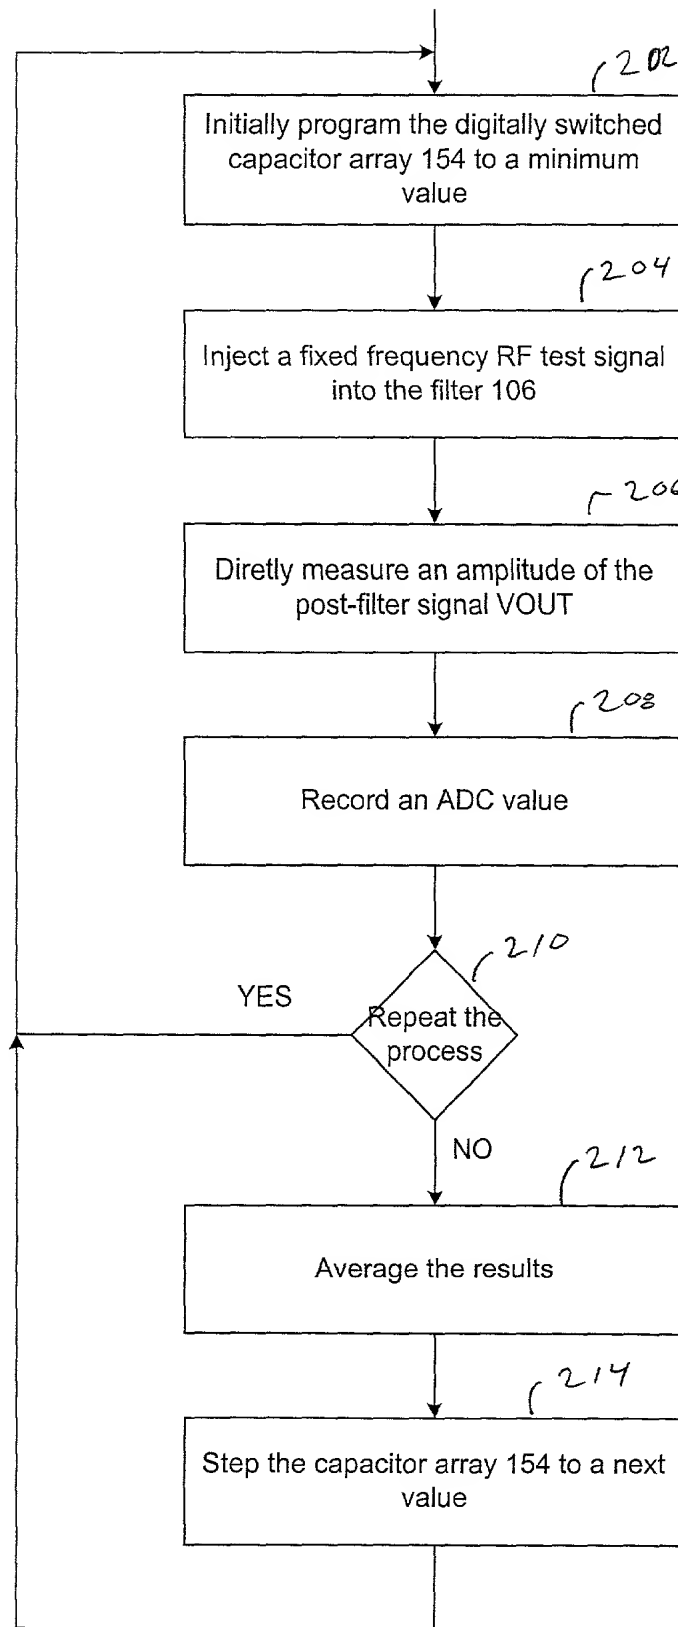 202
Initially program the digitally switched
capacitor array 154 to a minimum
value
204
Inject a fixed frequency RF test signal
into the filter 106
206
Diretly measure an amplitude of the
post-filter signal VOUT
208
Record an ADC value
210
YES
Repeat the
process
NO
212
Average the results
214
Step the capacitor array 154 to a next
value